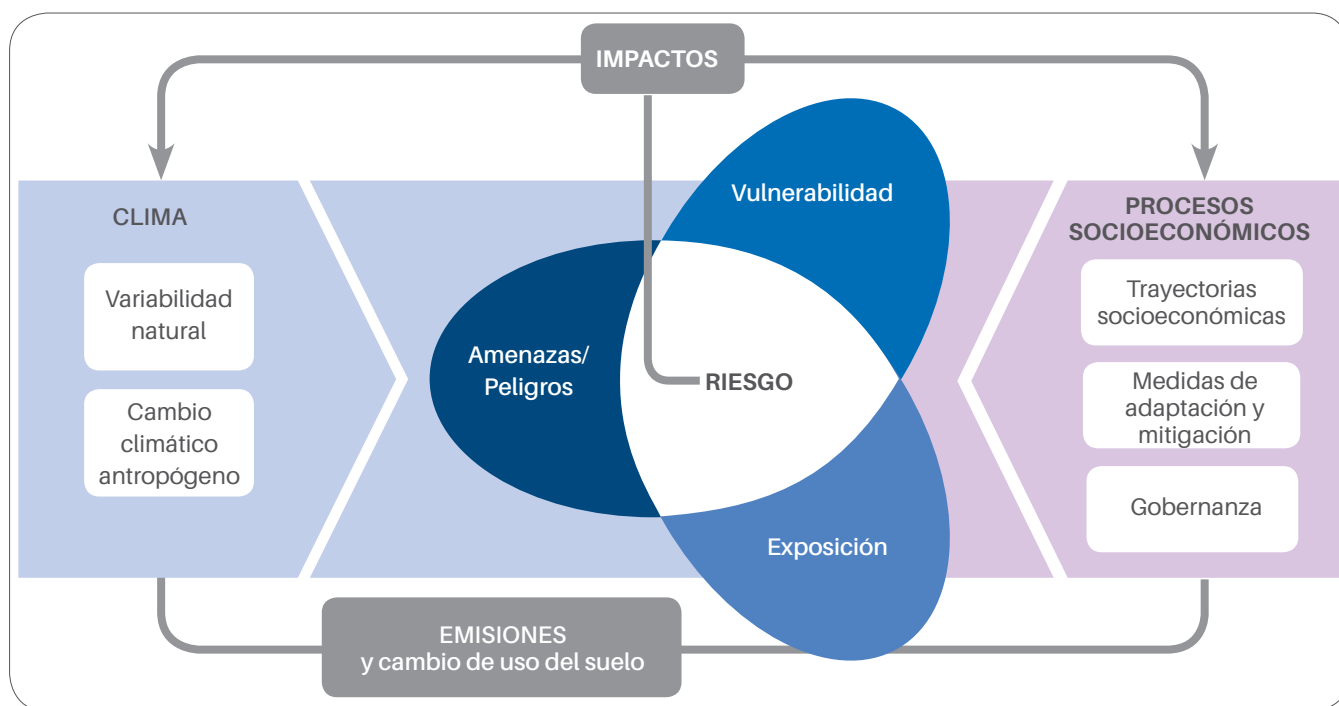 IMPACTOS
CLIMA
Variabilidad
natural
Cambio
climático
antropógeno
Amenazas/
Peligros
Vulnerabilidad
RIESGO
Exposición
PROCESOS
SOCIOECONÓMICOS
Trayectorias
socioeconómicas
Medidas de
adaptación y
mitigación
Gobernanza
EMISIONES
y cambio de uso del suelo